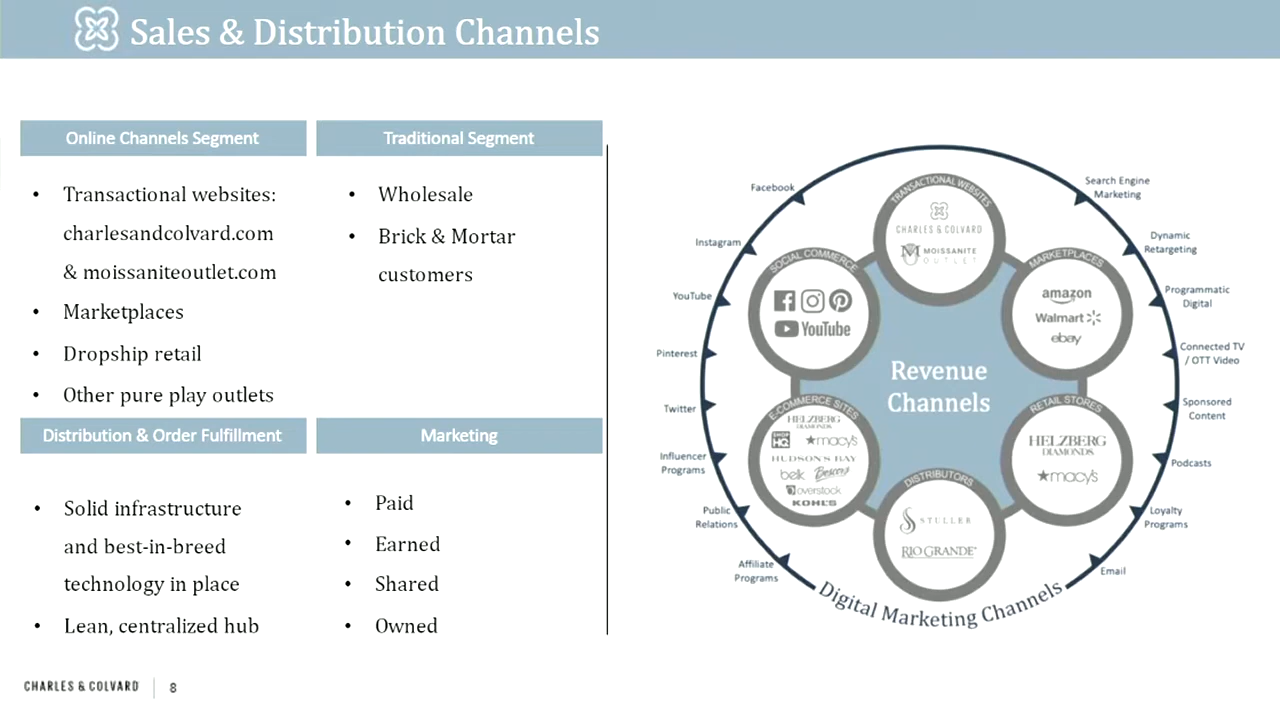 Sales & Distribution Channels
Online Channels Segment
• Transactional websites:
charlesandcolvard.com
& moissaniteoutlet.com
• Marketplaces
• Dropship retail
• Other pure play outlets
Traditional Segment
• Wholesale
• Brick & Mortar
customers
Distribution & Order Fulfillment
• Solid infrastructure
and best-in-breed
technology in place
• Lean, centralized hub
Marketing
• Paid
• Earned
• Shared
• Owned
Facebook
Instagram
YouTube
Pinterest
Twitter
Influencer
Programs
Public
Relations
Affiliate
Programs
Search Engine
Marketing
Dynamic
Retargeting
Programmatic
Digital
Connected TV
/ OTT Video
Sponsored
Content
Podcasts
Loyalty
Programs
Email
Digital Marketing Channels
Revenue
Channels
TRANSACTIONAL WEBSITES
CHARLES & COLVARD
MOISSANITE
OUTLET
MARKETPLACES
amazon
Walmart
ebay
RETAIL STORES
HELZBERG
DIAMONDS
macy's
DISTRIBUTORS
STULLER
RIO GRANDE
E-COMMERCE SITES
HELZBERG
DIAMONDS
SHOP
HQ
macy's
HUDSON'S BAY
belk
Boscov's
overstock
KOHL'S
SOCIAL COMMERCE
YouTube
CHARLES & COLVARD
8